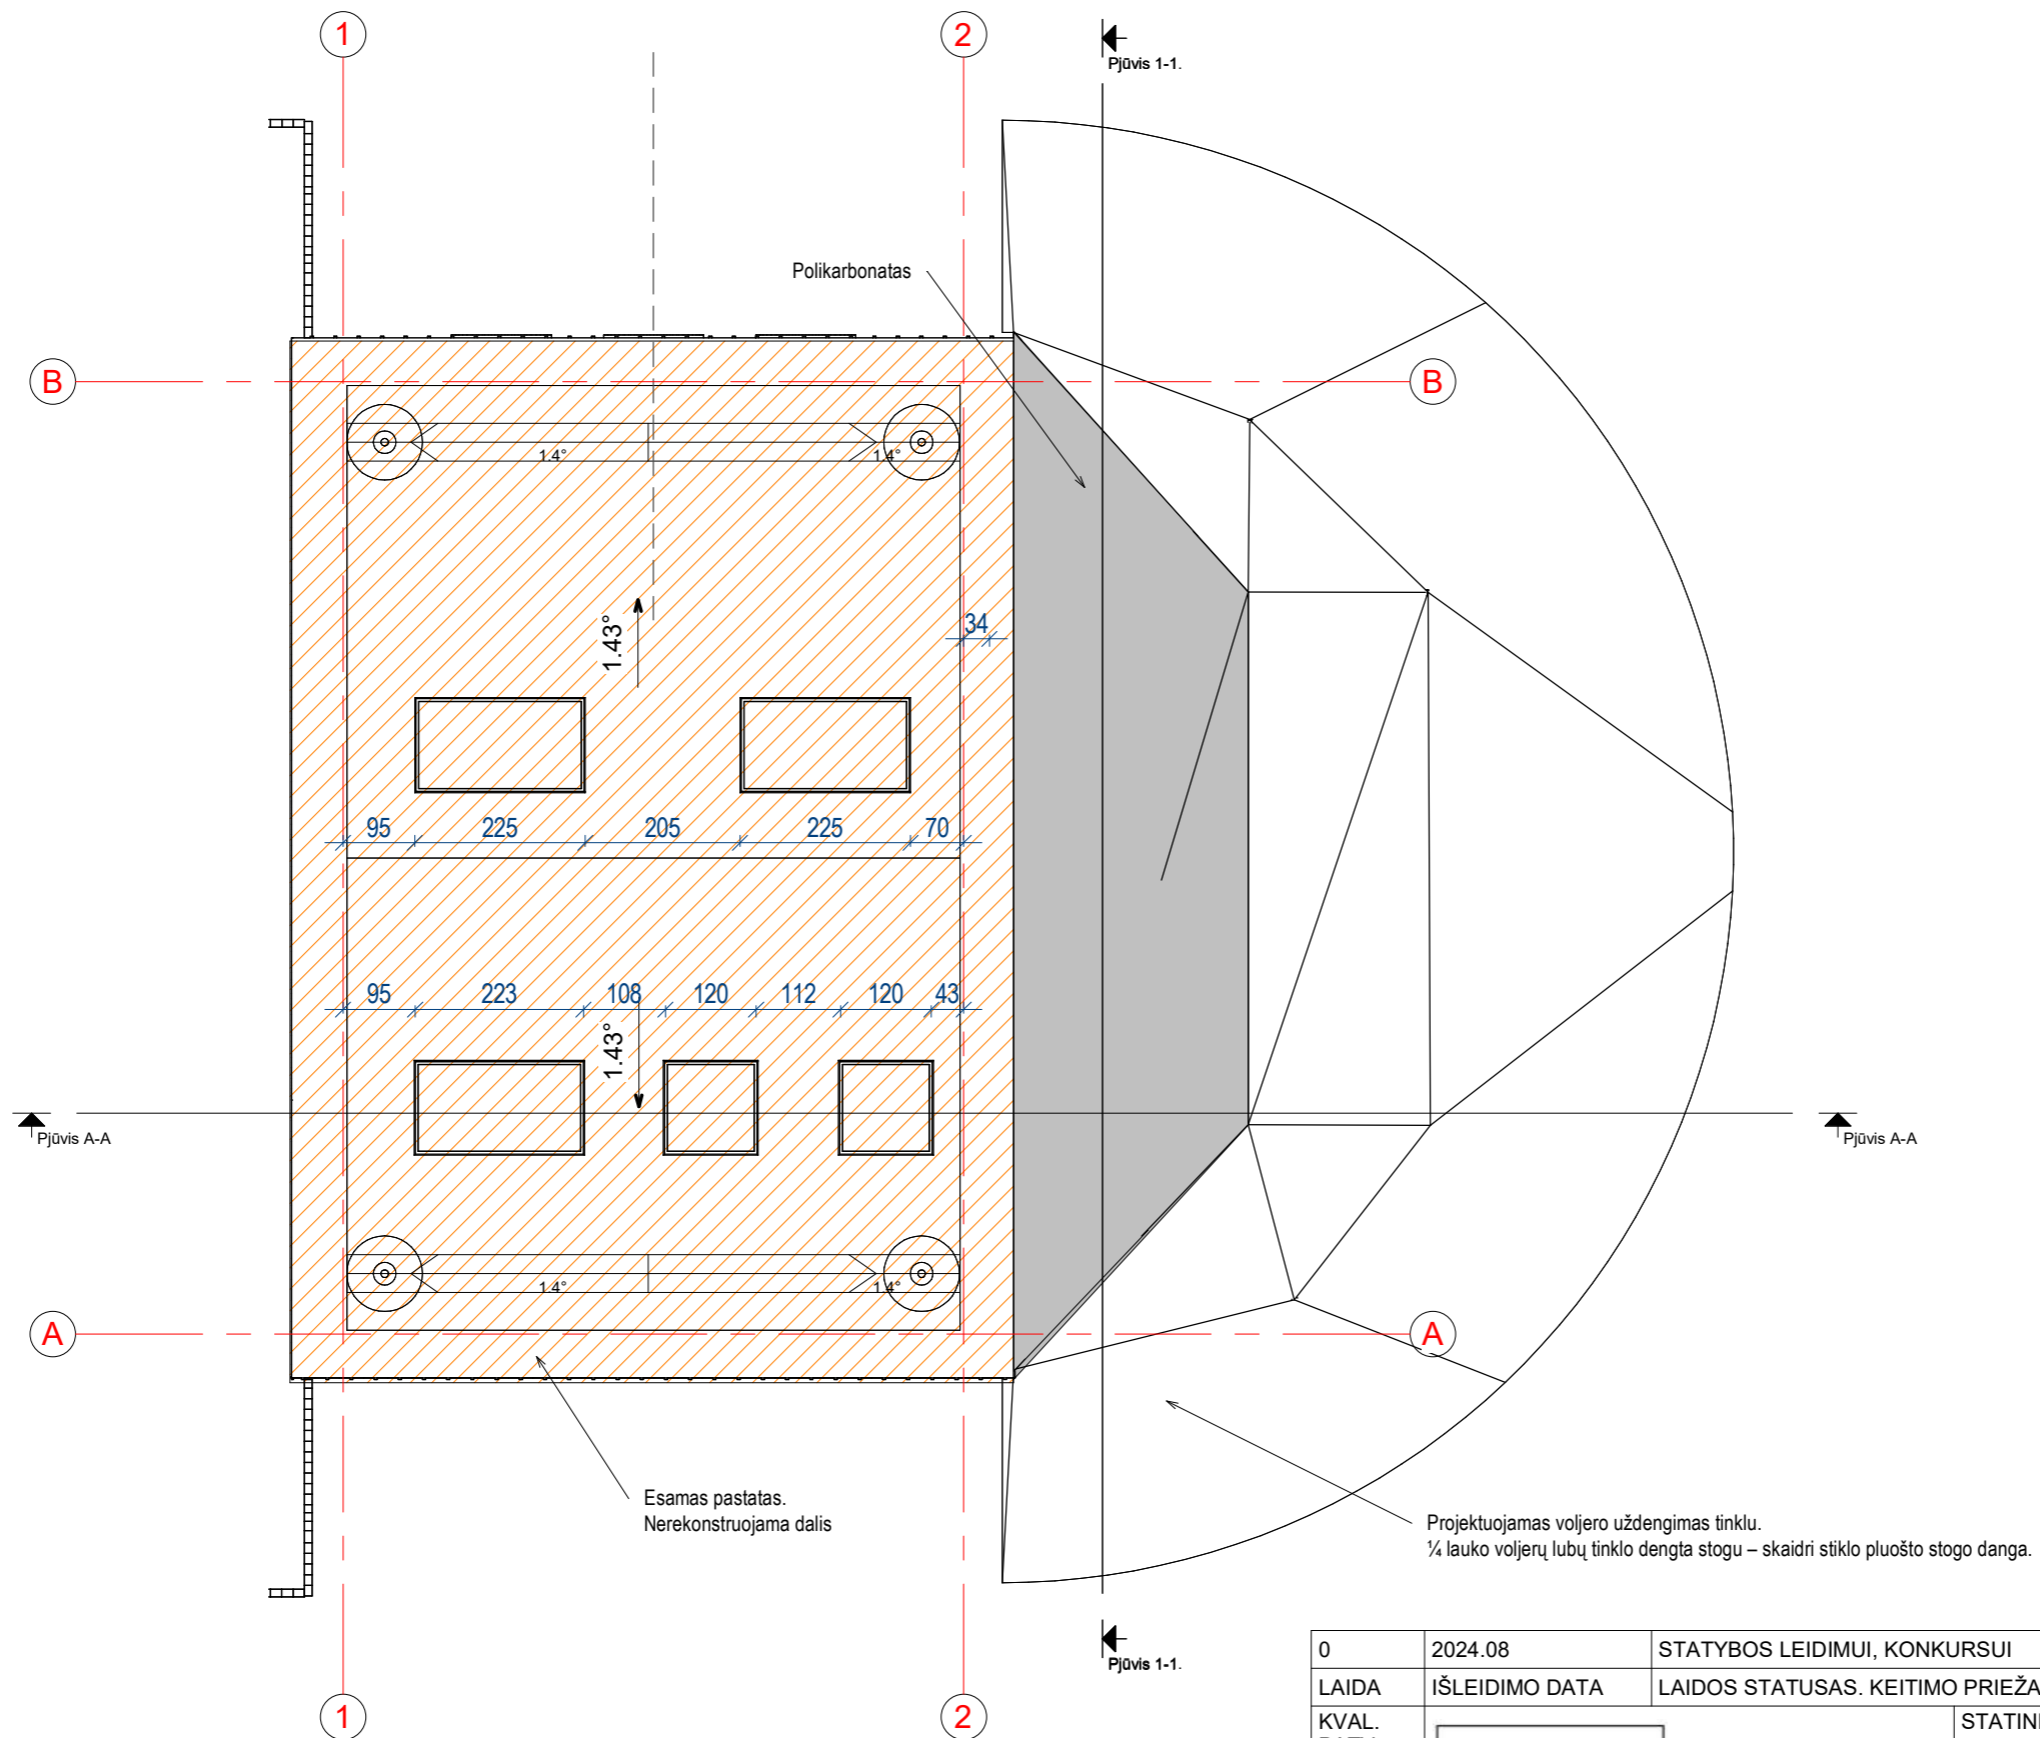 1
2
Pjūvis 1-1.
Polikarbonatas
B
B
1.4°
1.4°
34
1.43°
95
225
205
225
70
95
223
108
120
112
120
43
1.43°
Pjūvis A-A
Pjūvis A-A
1.4°
1.4°
A
A
Esamas pastatas.
Nerekonstruojama dalis
Projektuojamas voljero uždengimas tinklu.
¼ lauko voljerų lubų tinklo dengta stogu – skaidri stiklo pluošto stogo danga.
Pjūvis 1-1.
0 2024.08 STATYBOS LEIDIMUI, KONKURSUI
LAIDA IŠLEIDIMO DATA LAIDOS STATUSAS. KEITIMO
KVAL.
1
2